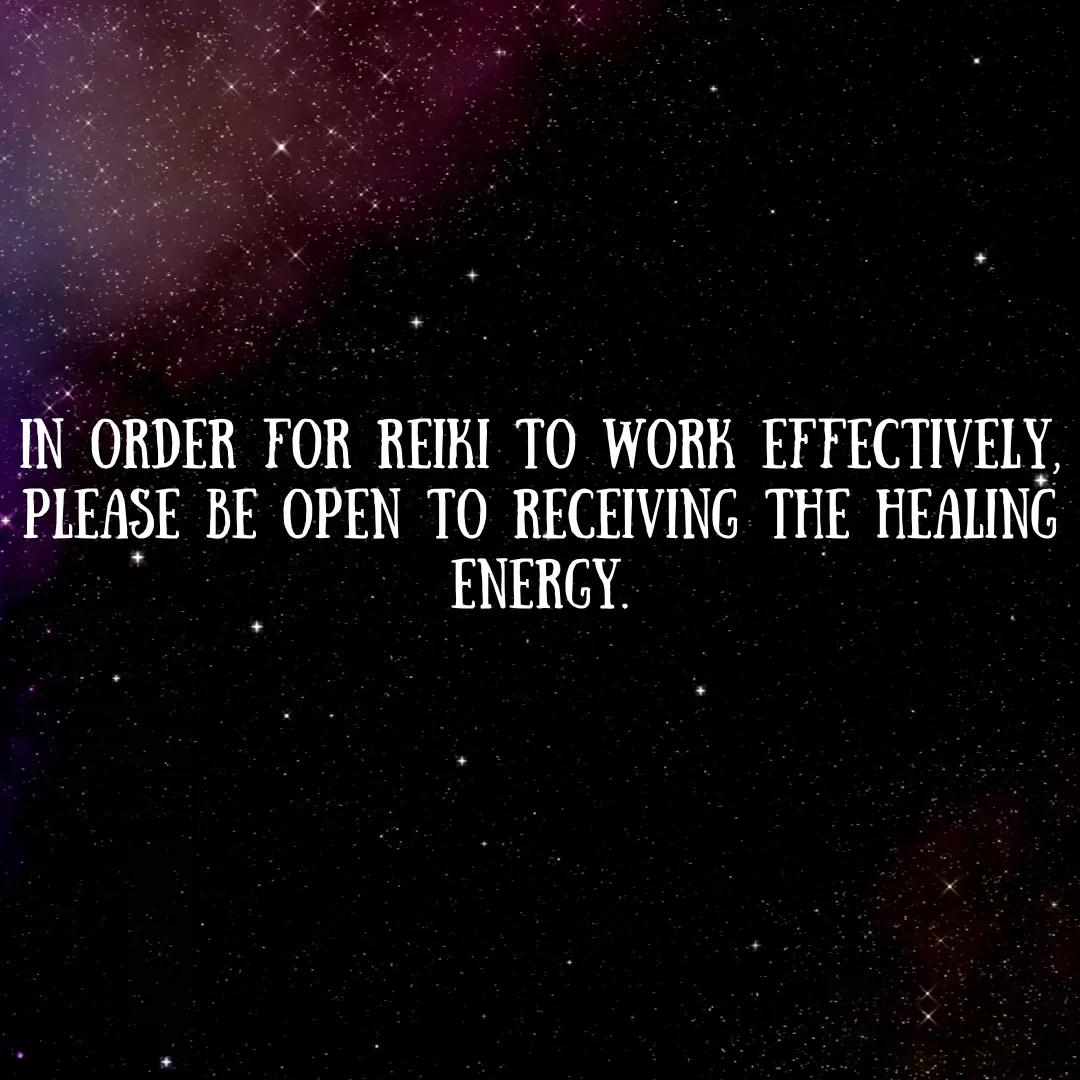 IN ORDER FOR REIKI TO WORK EFFECTIVELY,
PLEASE BE OPEN TO RECEIVING THE HEALING
ENERGY.